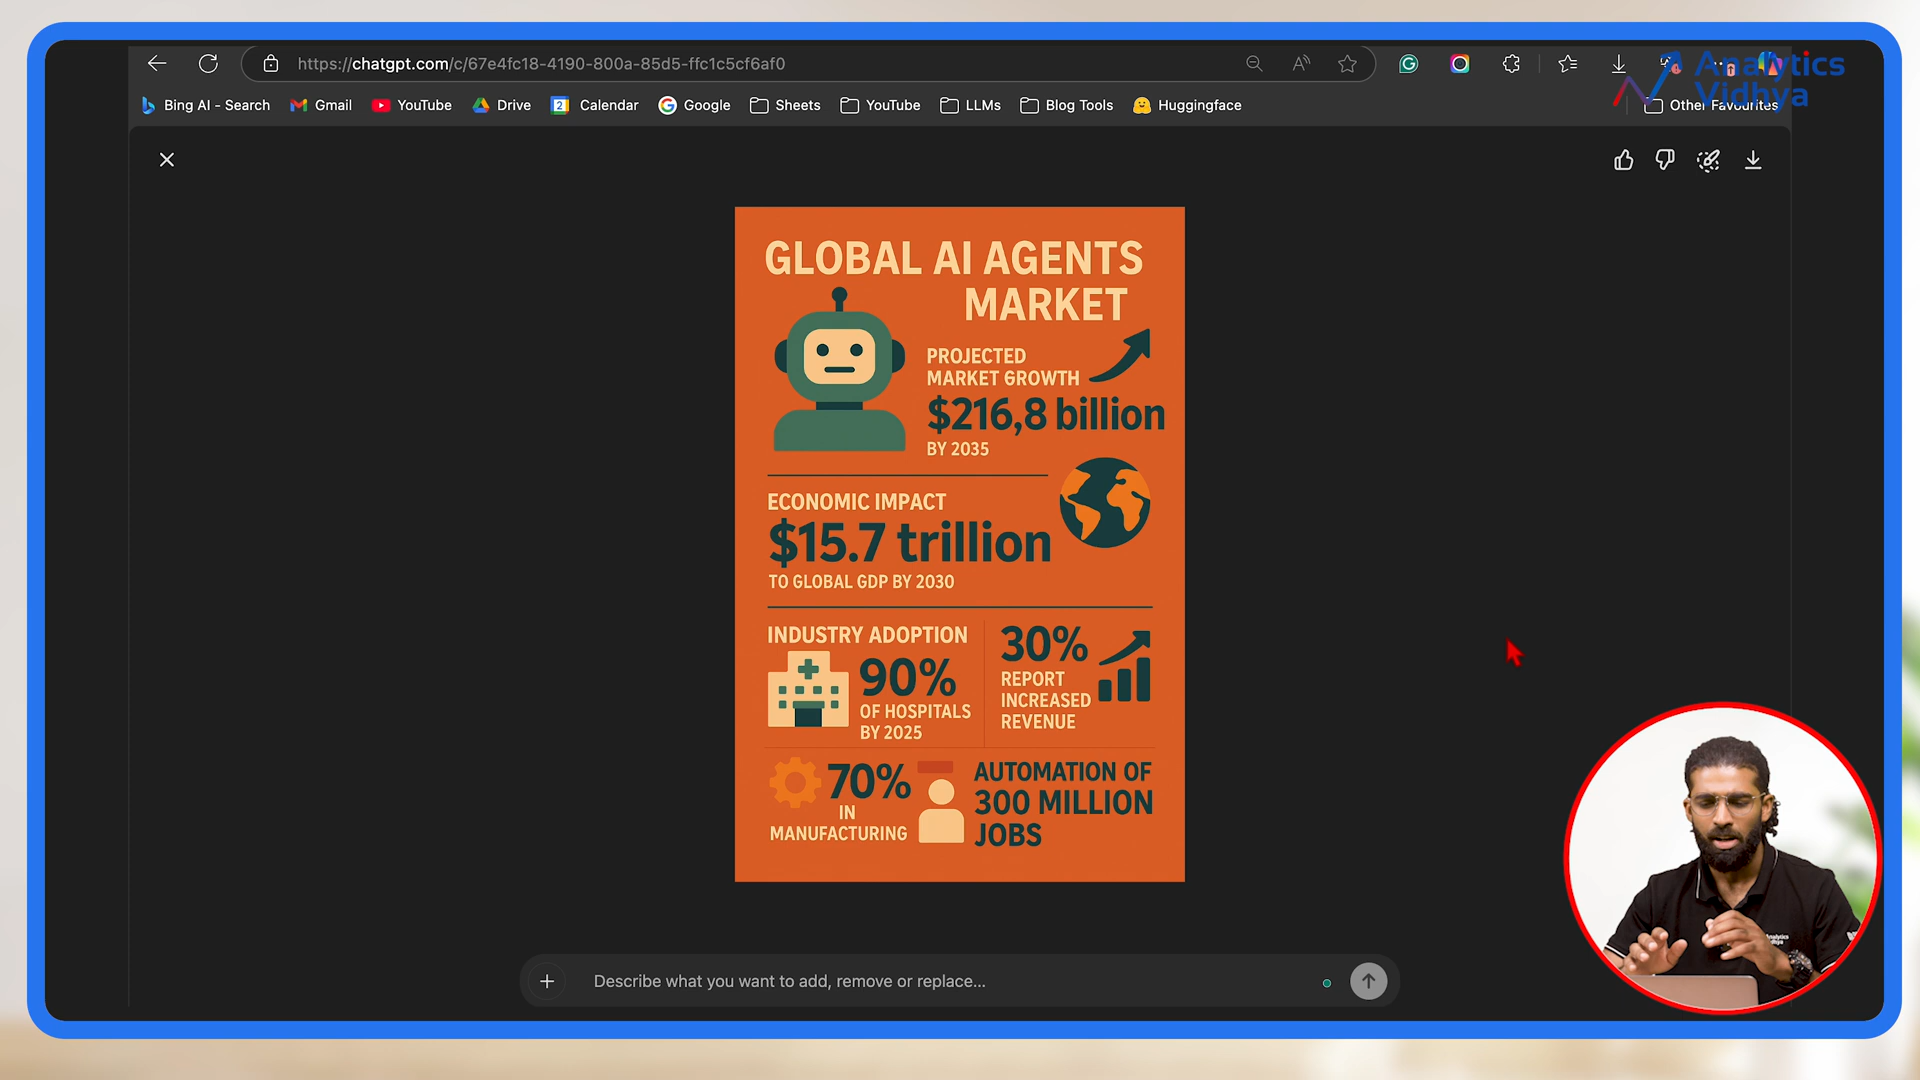 https://chatgpt.com/c/67e4fc18-4190-800a-85d5-ffc1c5cf6af0
Analytics
Vidhya
Bing AI - Search
Gmail
YouTube
Drive
Calendar
Google
Sheets
YouTube
LLMs
Blog Tools
Huggingface
Other Favourites
GLOBAL AI AGENTS
MARKET
PROJECTED
MARKET GROWTH
$216,8 billion
BY 2035
ECONOMIC IMPACT
$15.7 trillion
TO GLOBAL GDP BY 2030
INDUSTRY ADOPTION
90%
OF HOSPITALS
BY 2025
30%
REPORT
INCREASED
REVENUE
70%
IN
MANUFACTURING
AUTOMATION OF
300 MILLION
JOBS
Describe what you want to add, remove or replace...